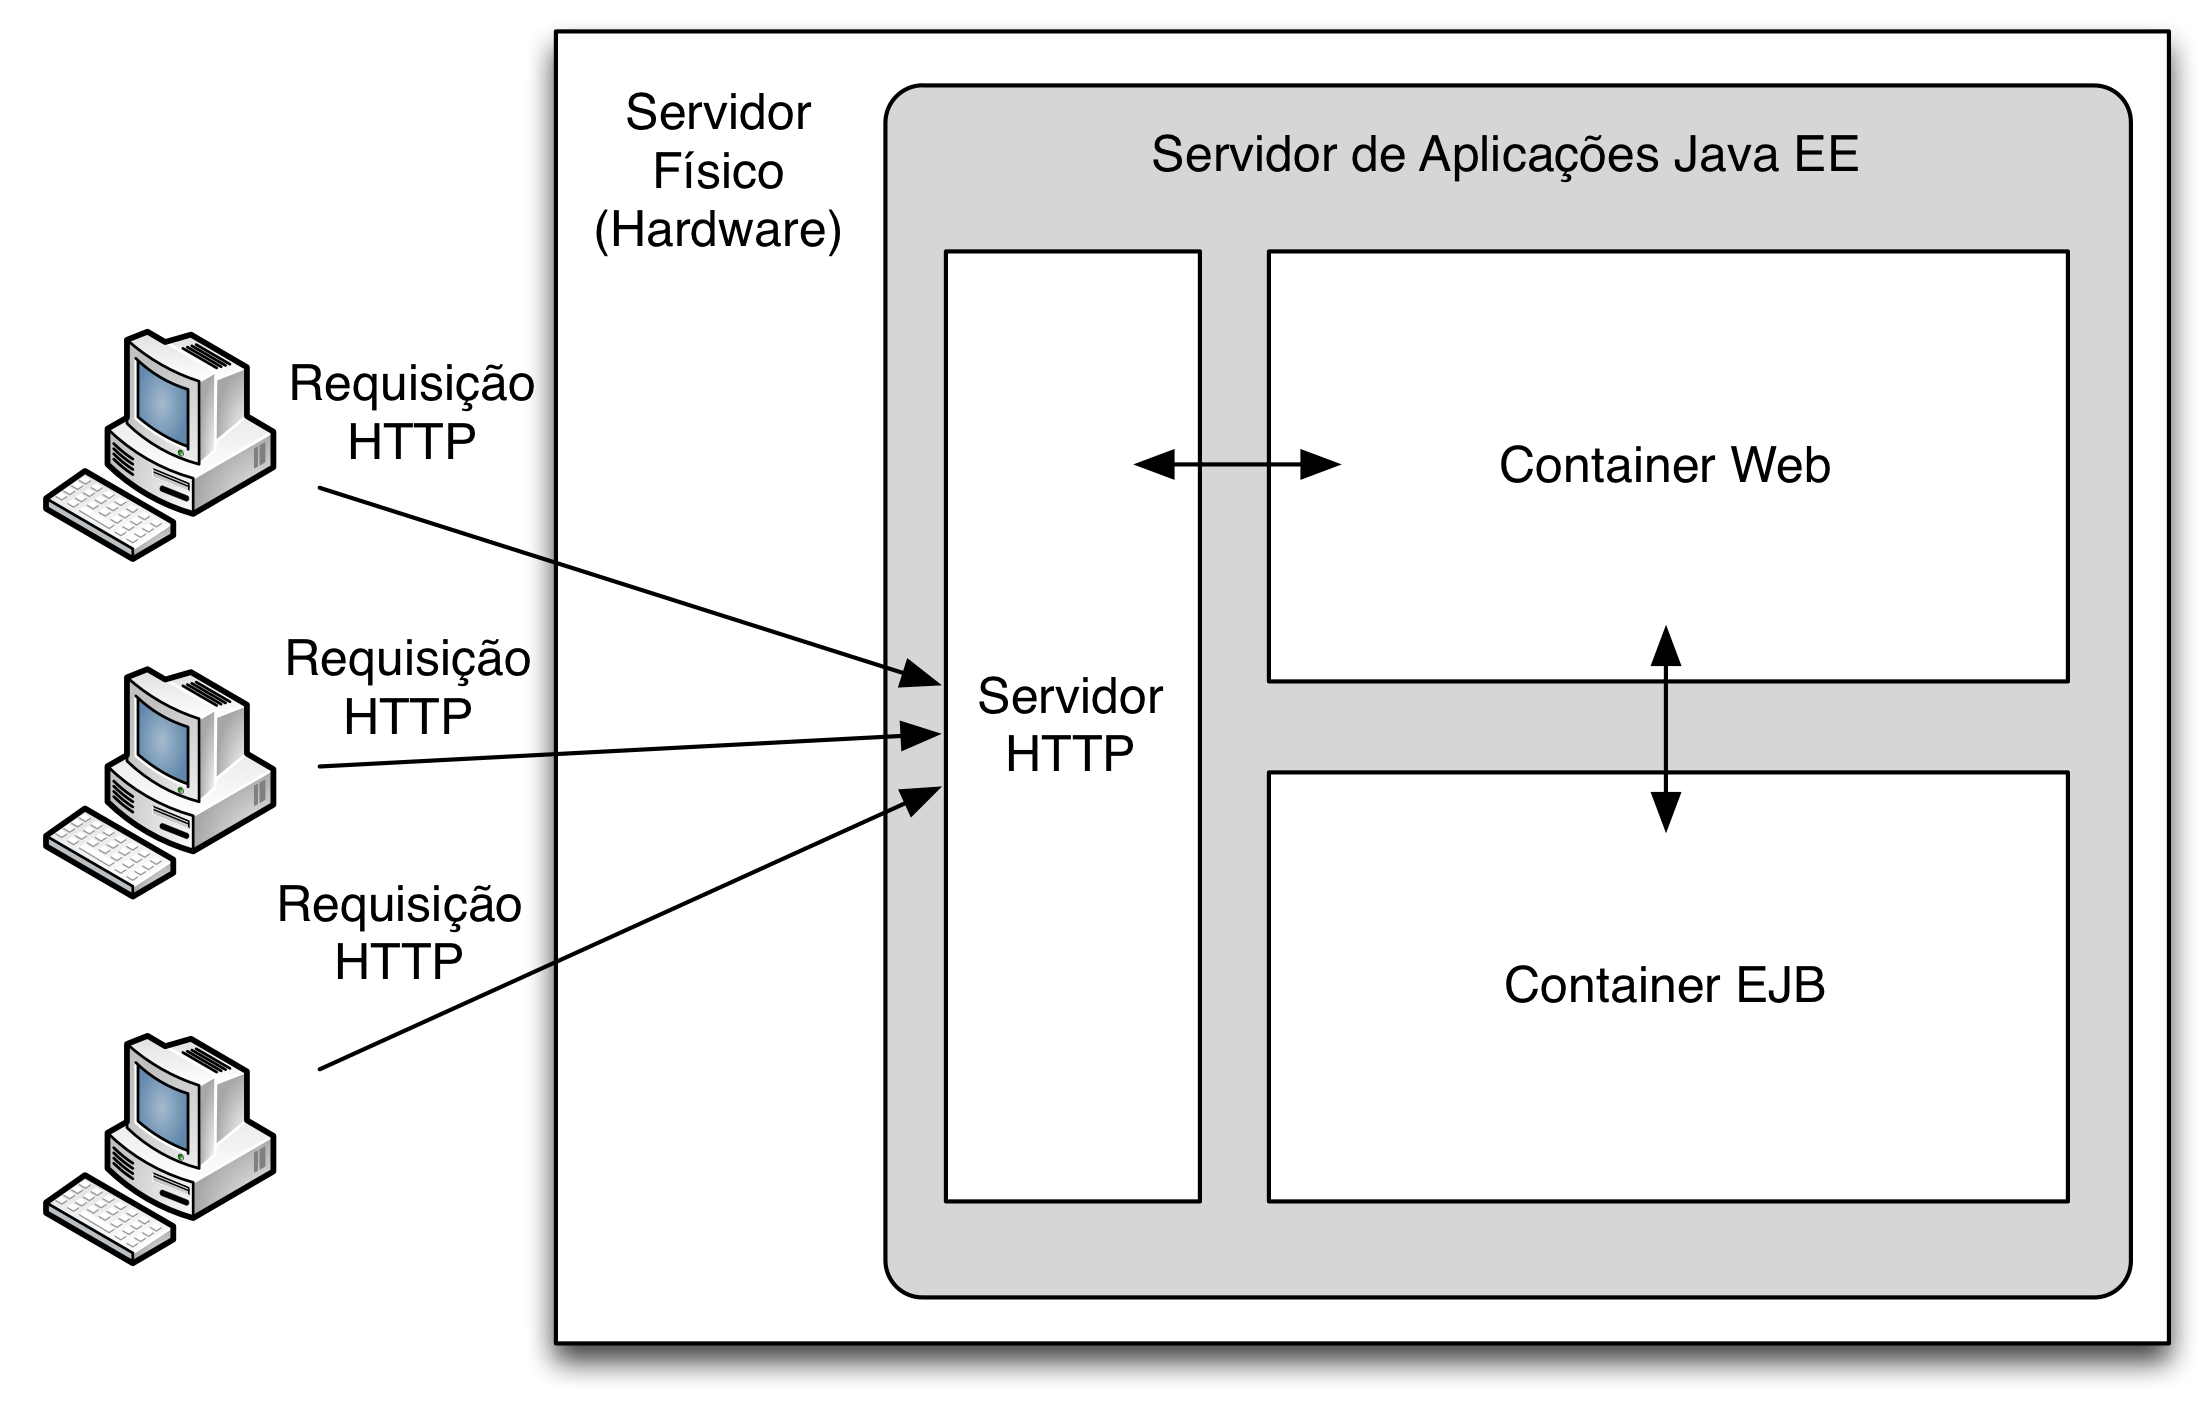 Servidor
Físico
(Hardware)
Servidor de Aplicações Java EE
Requisição
HTTP
Requisição
HTTP
Requisição
HTTP
Servidor
HTTP
Container Web
Container EJB